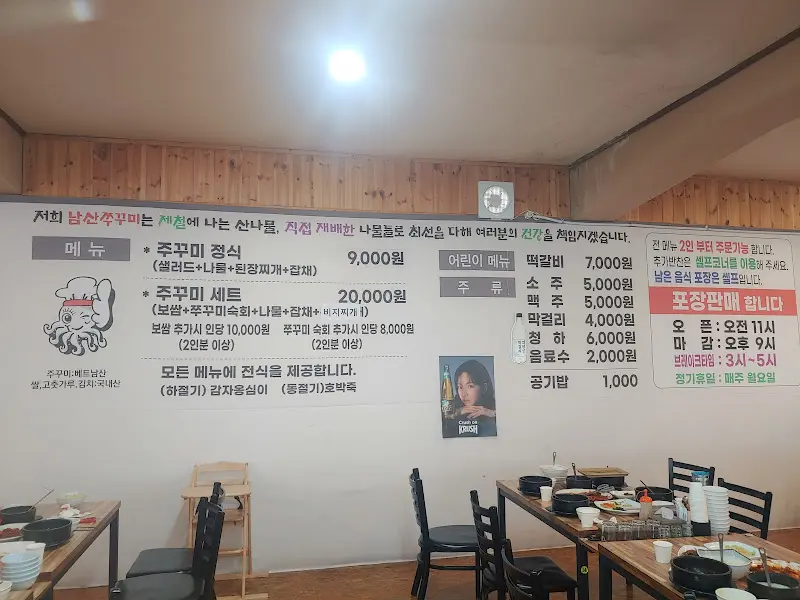 저희 남산쭈꾸미는 제철에 나는 산나물, 직접 재배한 나물들로 최선을 다해 여러분의 건강을 책임지겠습니다.
메 뉴
* 주꾸미 정식 9,000원
(샐러드+나물+된장찌개+잡채)
* 주꾸미 세트 20,000원
(보쌈+쭈꾸미숙회+나물+잡채+비지찌개)
보쌈 추가시 인당 10,000원 쭈꾸미 숙회 추가시 인당 8,000원
(2인분 이상) (2인분 이상)
모든 메뉴에 전식을 제공합니다.
(하절기) 감자옹심이 (동절기)호박죽
주꾸미:베트남산
쌀,고춧가루,김치:국내산
어린이 메뉴 떡갈비 7,000원
주 류 소 주 5,000원
맥 주 5,000원
막걸리 4,000원
청 하 6,000원
음료수 2,000원
공기밥 1,000
Crush on
KRUSH
전 메뉴 2인 부터 주문가능 합니다.
추가반찬은 셀프코너를 이용해 주세요.
남은 음식 포장은 셀프입니다.
포장판매 합니다
오 픈 : 오전 11시
마 감 : 오후 9시
브레이크타임 : 3시~5시
정기휴일 : 매주 월요일